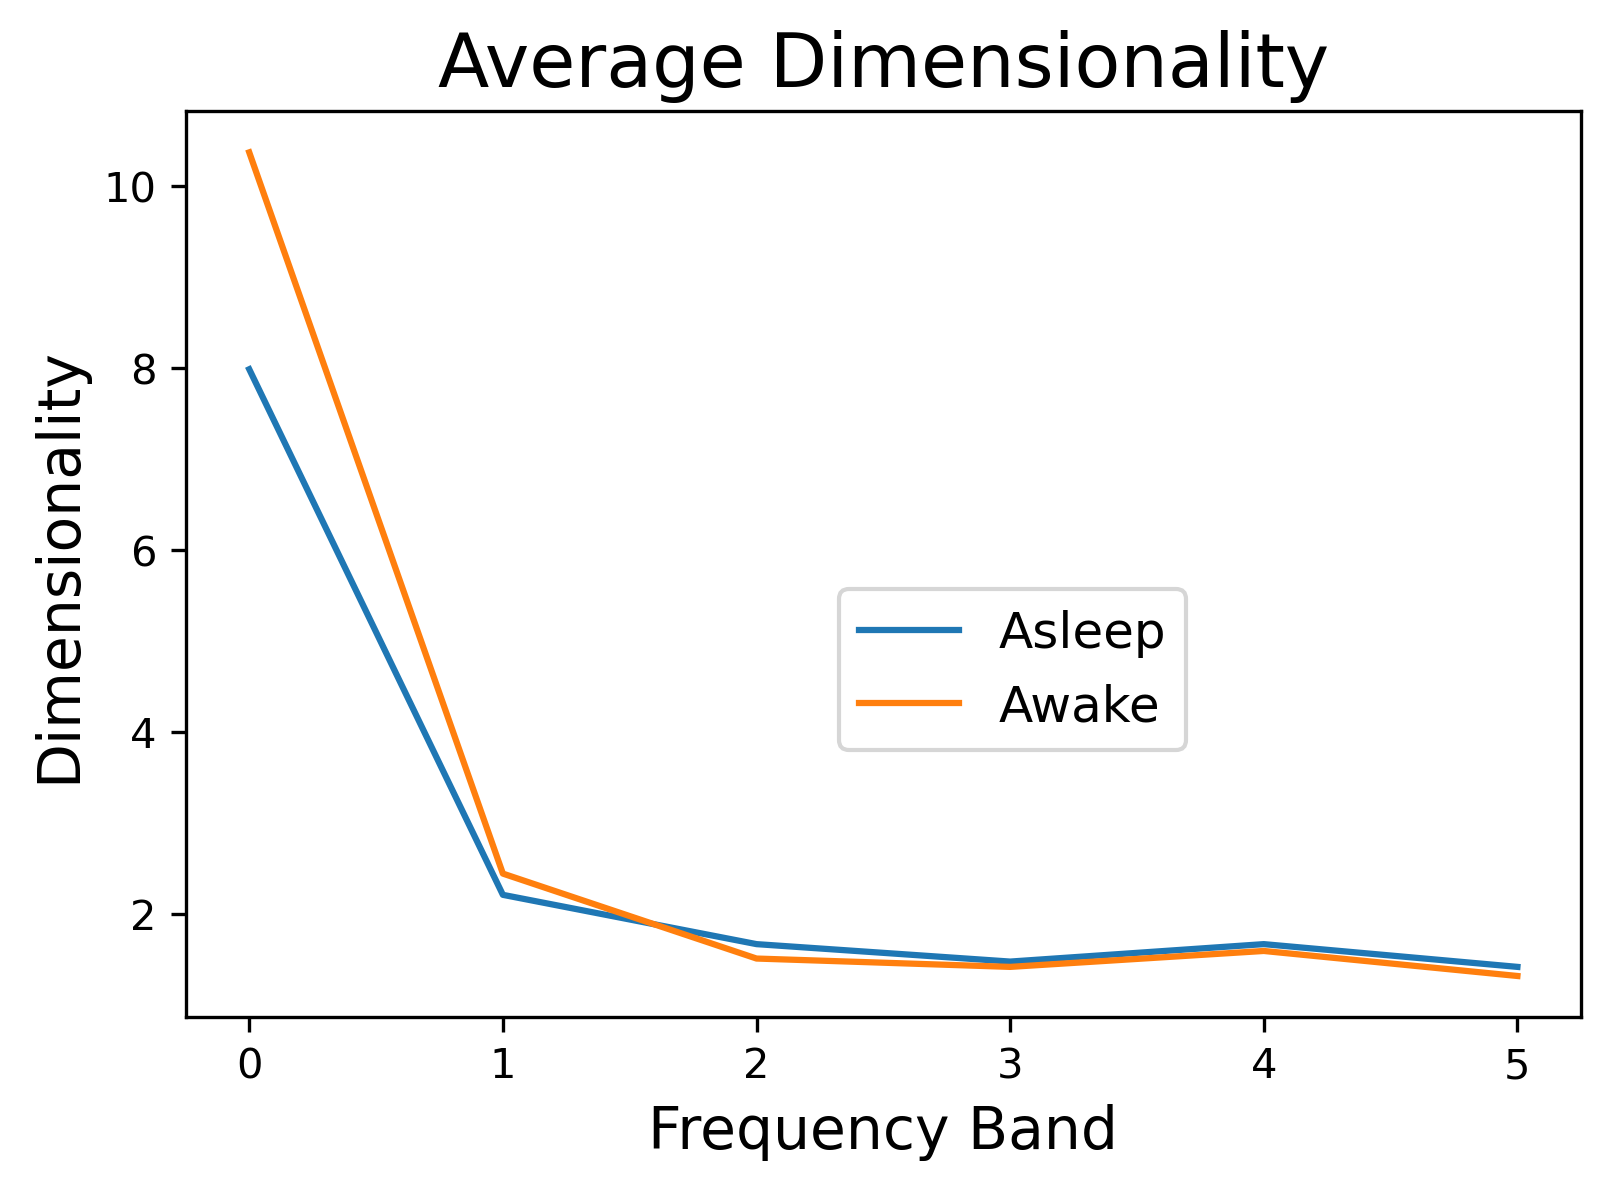 Average Dimensionality
Dimensionality
10
8
6
4
2
Asleep
Awake
0 1 2 3 4 5
Frequency Band